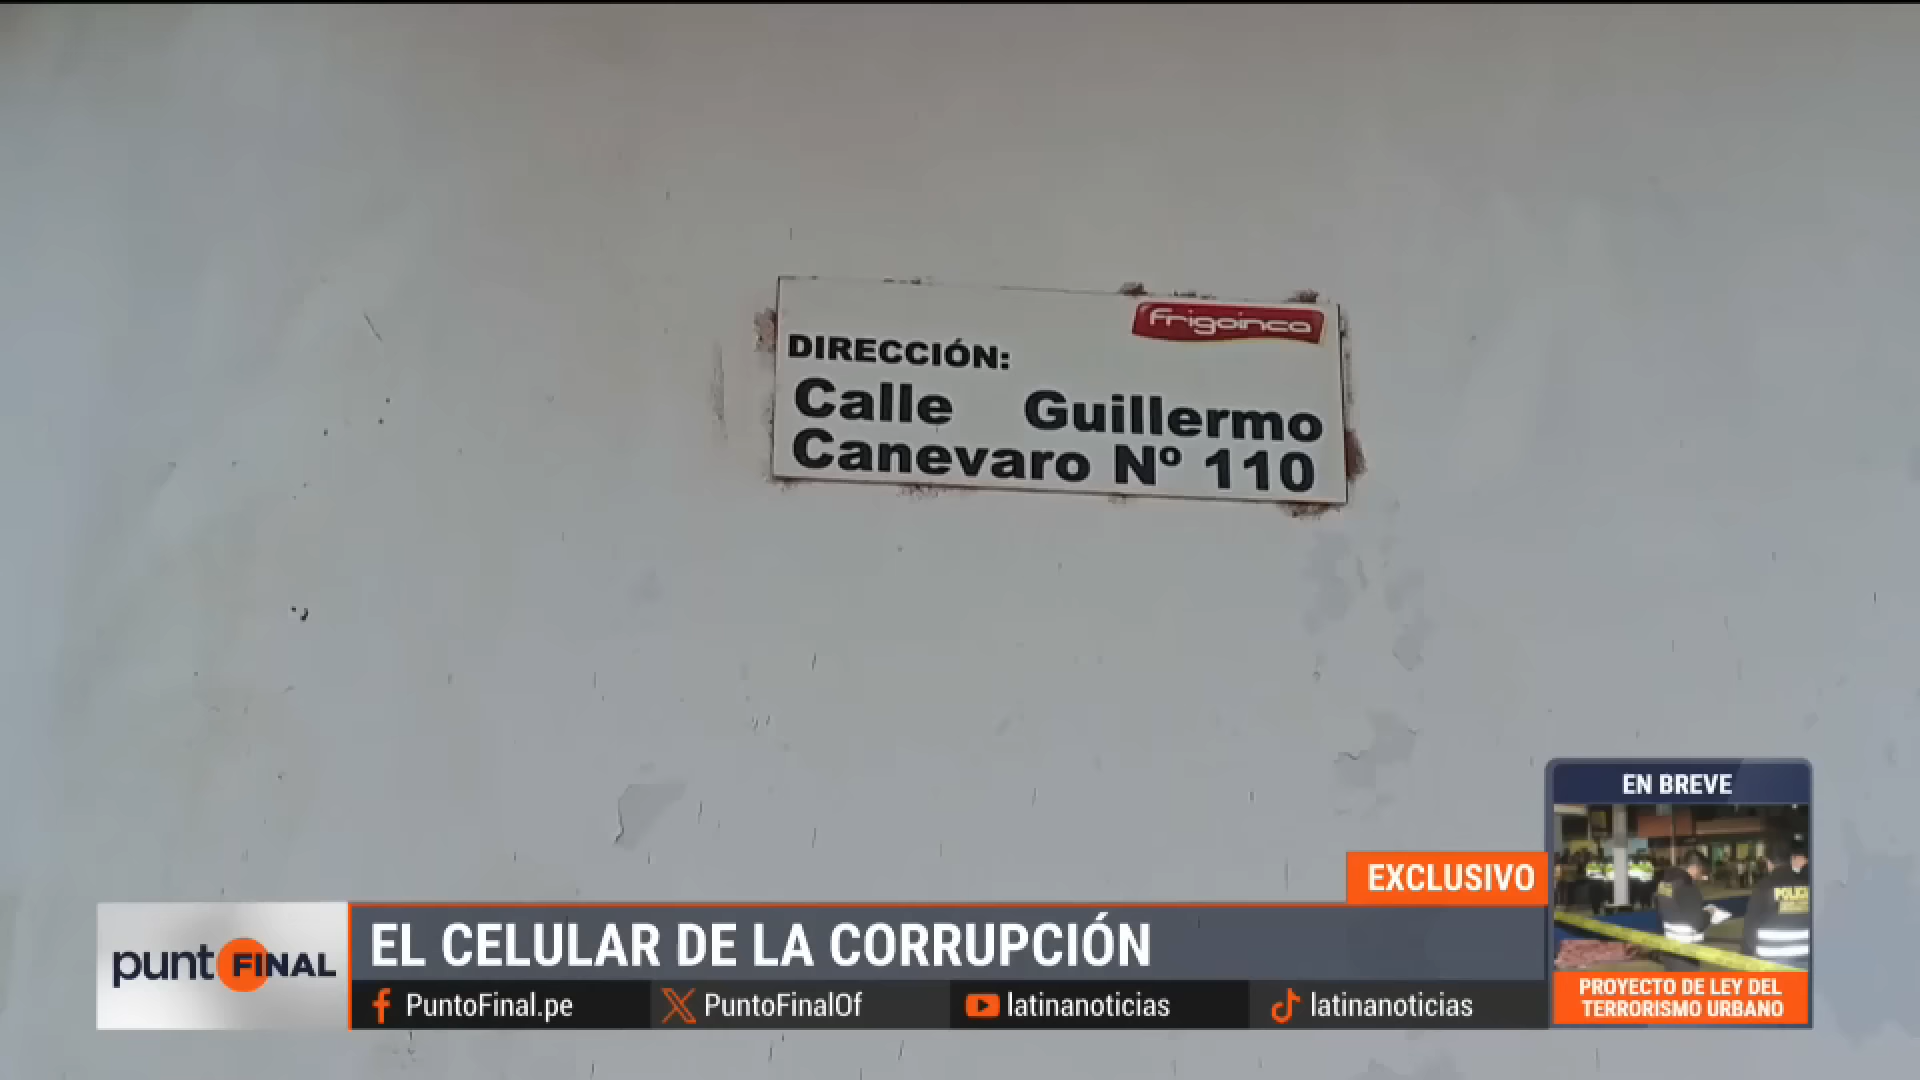 frigoinca
DIRECCIÓN:
Calle Guillermo
Canevaro Nº 110
EN BREVE
EXCLUSIVO
POLICIA
puntoFINAL
EL CELULAR DE LA CORRUPCIÓN
PuntoFinal.pe PuntoFinalOf latinanoticias latinanoticias
PROYECTO DE LEY DEL
TERRORISMO URBANO